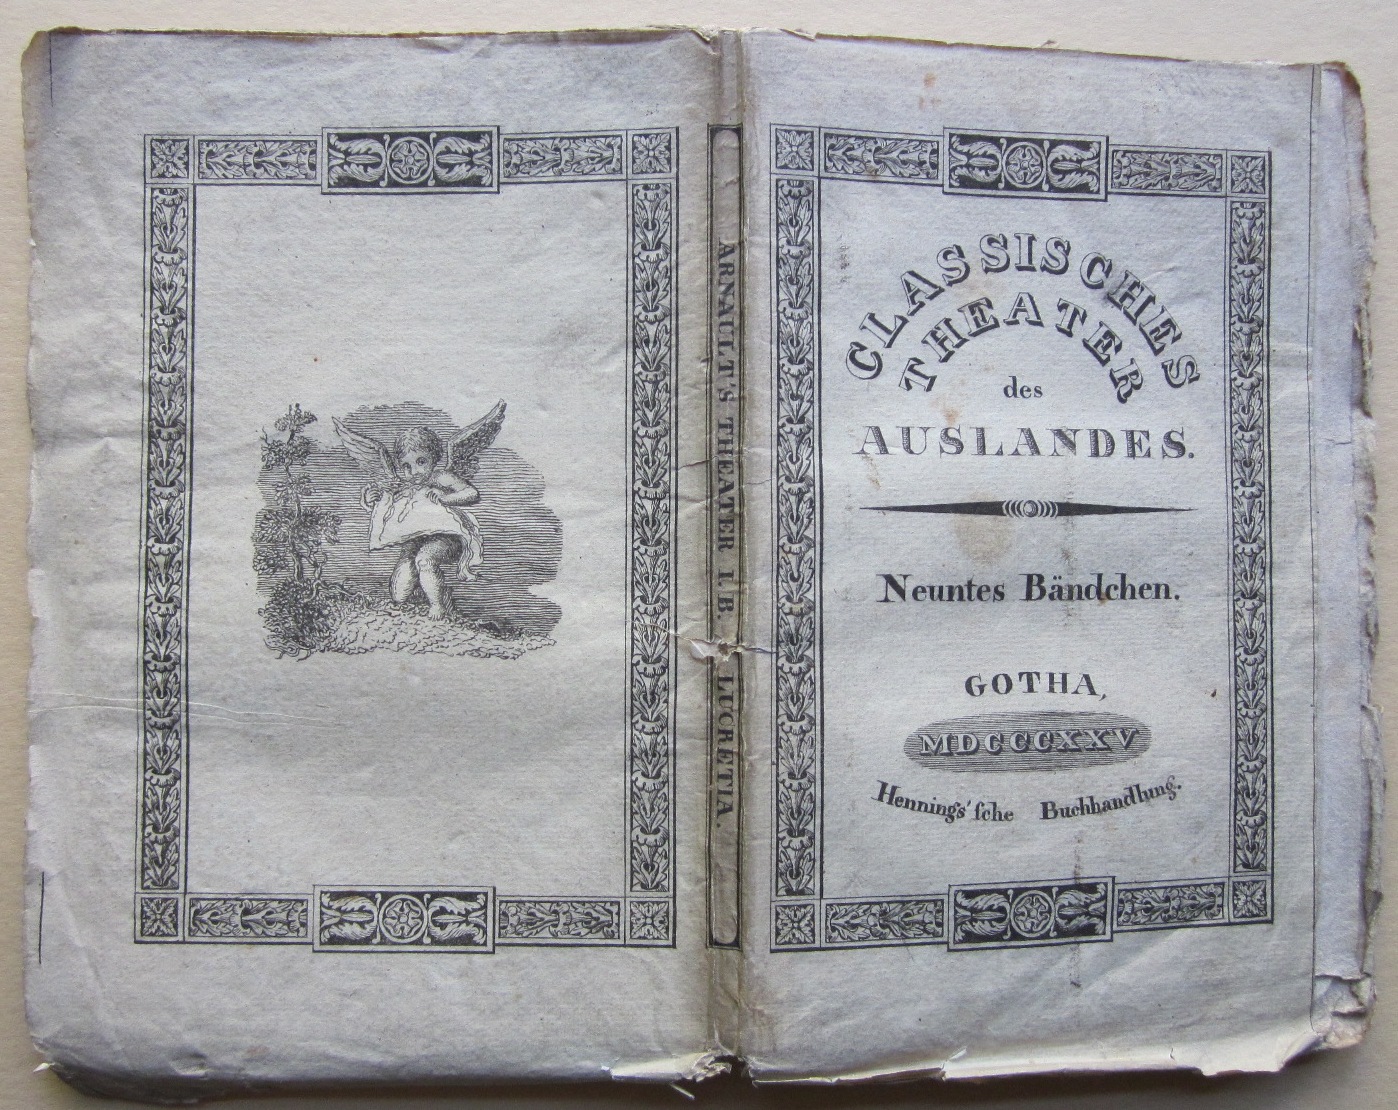 ARNAULT'S THEATER I. B. LUCRETIA.
CLASSISCHES
THEATER
des
AUSLANDES.
Neuntes Bändchen.
GOTHA,
MDCCCXXV
Hennings'ſche Buchhandlung.